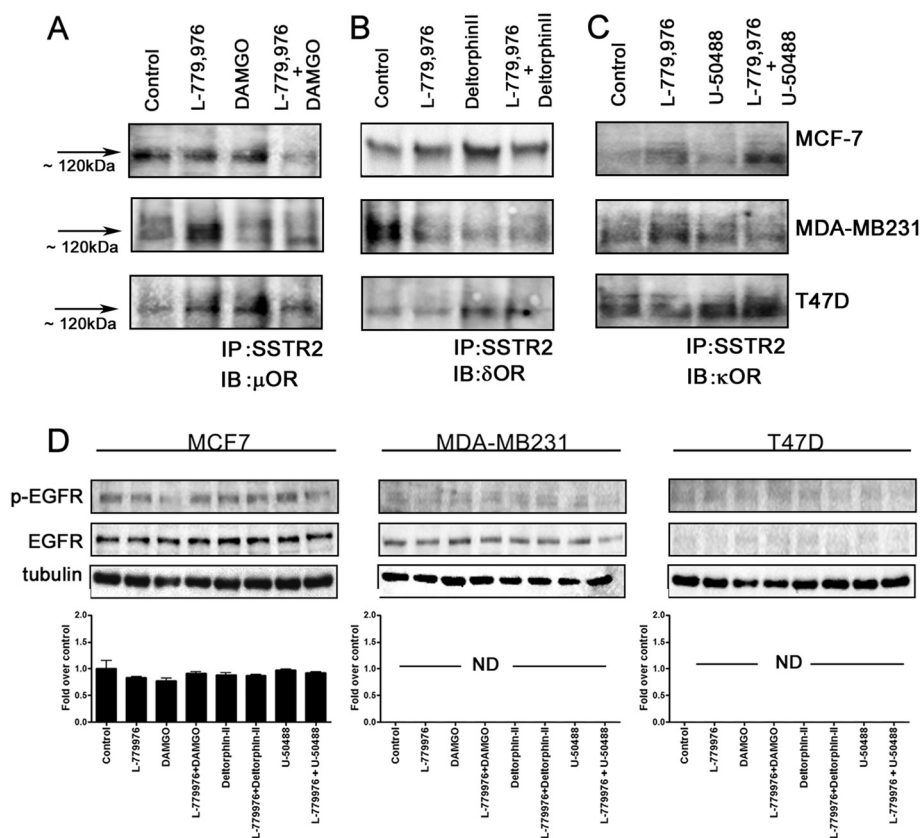 A
Control
L-779,976
DAMGO
L-779,976
+
DAMGO
B
Control
L-779,976
DeltorphinII
L-779,976
+
DeltorphinII
C
Control
L-779,976
U-50488
L-779,976
+
U-50488
~ 120kDa
MCF-7
~ 120kDa
MDA-MB231
~ 120kDa
T47D
IP:SSTR2
IB:μOR
IP:SSTR2
IB:δOR
IP:SSTR2
IB:κOR
D
MCF7
MDA-MB231
T47D
p-EGFR
EGFR
tubulin
Fold over control
2.0
1.5
1.0
0.5
0.0
Control
L-779976
DAMGO
L-779976+DAMGO
Deltorphin-II
L-779976+Deltorphin-II
U-50488
L-779976 + U-50488
Fold over control
2.0
1.5
1.0
0.5
0.0
ND
Control
L-779976
DAMGO
L-779976+DAMGO
Deltorphin-II
L-779976+Deltorphin-II
U-50488
L-779976 + U-50488
Fold over control
2.0
1.5
1.0
0.5
0.0
ND
Control
L-779976
DAMGO
L-779976+DAMGO
Deltorphin-II
L-779976+Deltorphin-II
U-50488
L-779976 + U-50488